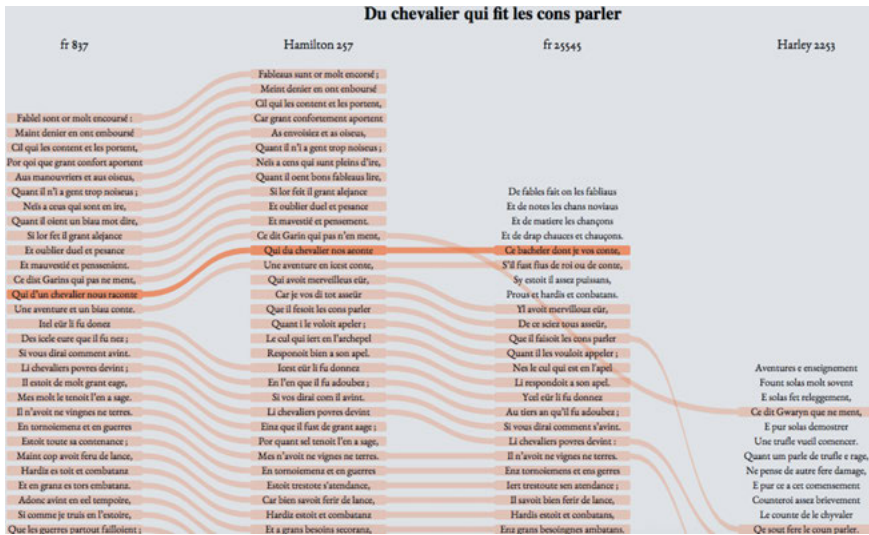 Du chevalier qui fit les cons parler
fr 837
Fablel sont or molt encoursé :
Maint denier en ont emboursé
Cil qui les content et les portent,
Por qoi que grant confort aportent
Aus manouvriers et aus oiseus,
Quant il n'i a gent trop noiseus ;
Neïs a ceus qui sont en ire,
Quant il oient un biau mot dire,
Si lor fet il grant alejance
Et oublier duel et pesance
Et mauvestié et penssenient.
Ce dist Garins qui pas ne ment,
Qui d'un chevalier nous raconte
Une aventure et un biau conte.
Itel eür li fu donez
Des icele eure que il fu nez ;
Si vous dirai comment avint.
Li chevaliers povres devint ;
Il estoit de molt grant eage,
Mes molt le tenoit l'en a sage.
Il n'avoit ne vingnes ne terres.
En tornoiemenz et en guerres
Estoit toute sa contenance ;
Maint cop avoit feru de lance,
Hardiz es toit et combatanz
Et en granz es tors embatanz.
Adonc avint en eel tempoire,
Si comme je truis en l'estoire,
Que les guerres partout failloient ;
Hamilton 257
Fableaus sunt or molt encorsé ;
Meint denier en ont enboursé
Cil qui les content et les portent,
Car grant confortement aportent
As envoisiez et as oiseus,
Quant il n'i a gent trop noiseus ;
Neïs a cens qui sunt pleins d'ire,
Quant il oent bons fableaus lire,
Si lor feit il grant alejance
Et oublier duel et pesance
Et mavestié et pensement.
Ce dit Garin qui pas n'en ment,
Qui du chevalier nos aconte
Une aventure en icest conte,
Qui avoit merveilleus eür,
Car je vos di tot asseür
Que il fesoit les cons parler
Quant i le voloit apeler ;
Le cul qui iert en l'archepel
Responoit bien a son apel.
Icest eür li fu donnez
En l'en que il fu adoubez ;
Si vos dirai com il avint.
Li chevaliers povres devint
Einz que il fust de grant aage ;
Por quant sel tenoit l'en a sage,
Mes n'avoit ne vignes ne terres.
En tornoiemenz et en guerres
Estoit trestote s'atendance,
Car bien savoit ferir de lance,
Hardiz estoit et combatanz
Et a granz besoins secoranz,
fr 25545
De fables fait on les fabliaus
Et de notes les chans noviaus
Et de matiere les chançons
Et de drap chauces et chauçons.
Ce bacheler dont je vos conte,
S'il fust fius de roi ou de conte,
Sy estoit il assez puissans,
Prous et hardis et conbatans.
Yl avoit mervillouz eür,
De ce sciez tous asseür,
Que il faisoit les cons parler
Quant il les vouloit appeler ;
Nes le cul qui est en l'apel
Li respondoit a son apel.
Ycel eür li fu donnez
Au tiers an qu'il fu adoubez ;
Si vous dirai comment s'avint.
Li chevaliers povres devint :
Il n'avoit ne vignes ne terres.
Enz tornoiemens et ens gerres
Iert trestoute sen atendance ;
Il savoit bien ferir de lance,
Hardis estoit et conbatans,
Enz granz besoingnes ambatans.
Harley 2253
Aventures e enseignement
Fount solas molt sovent
E solas fet releggement,
Ce dit Gwaryn que ne ment,
E pur solas demostrer
Une trufle vueil comencer.
Quant um parle de trufle e rage,
Ne pense de autre fere damage,
E pur ce a cet comensement
Counteroi assez brievement
Le counte de le chyvaler
Qe sout fere le coun parler.